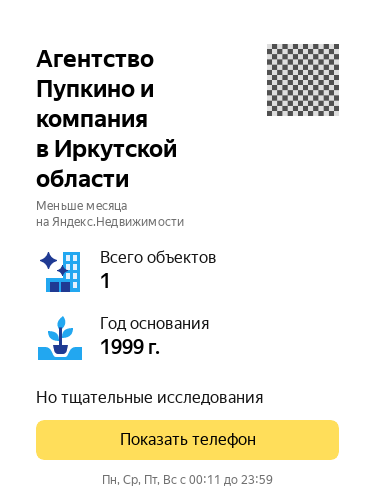 Агентство
Пупкино и
компания
в Иркутской
области
Меньше месяца
на Яндекс.Недвижимости
Всего объектов
1
Год основания
1999 г.
Но тщательные исследования
Показать телефон
Пн, Ср, Пт, Вс с 00:11 до 23:59